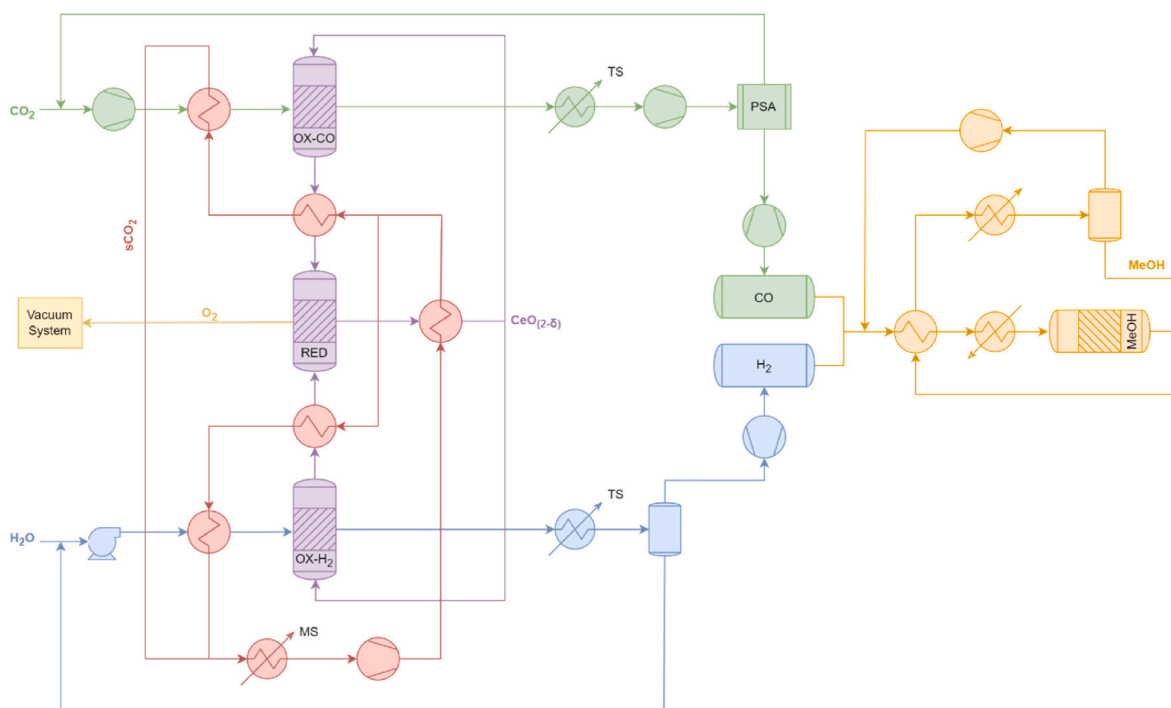 TS
CO₂
PSA
OX-CO
sCO₂
MeOH
CO
Vacuum
System
O₂
CeO(2-δ)
RED
MeOH
H₂
TS
H₂O
OX-H₂
MS